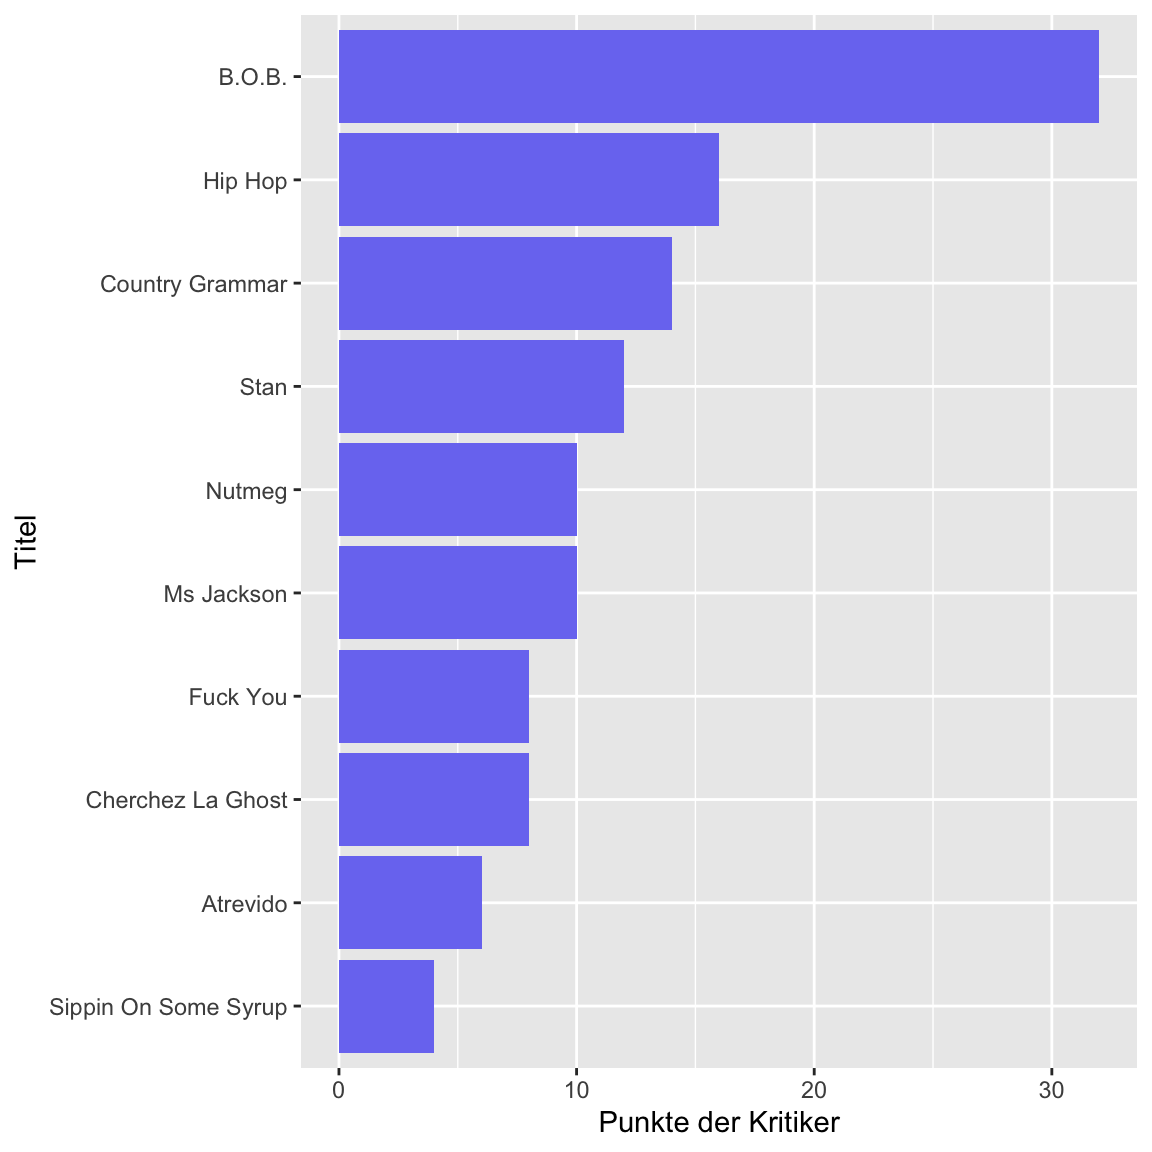 B.O.B.
Hip Hop
Country Grammar
Stan
Nutmeg
Ms Jackson
Fuck You
Cherchez La Ghost
Atrevido
Sippin On Some Syrup
Titel
0 10 20 30
Punkte der Kritiker